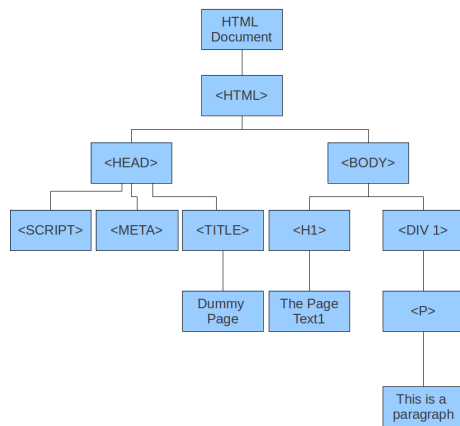 HTML
Document
<HTML>
<HEAD>
<BODY>
<SCRIPT>
<META>
<TITLE>
<H1>
<DIV 1>
Dummy
Page
The Page
Text1
<P>
This is a
paragraph